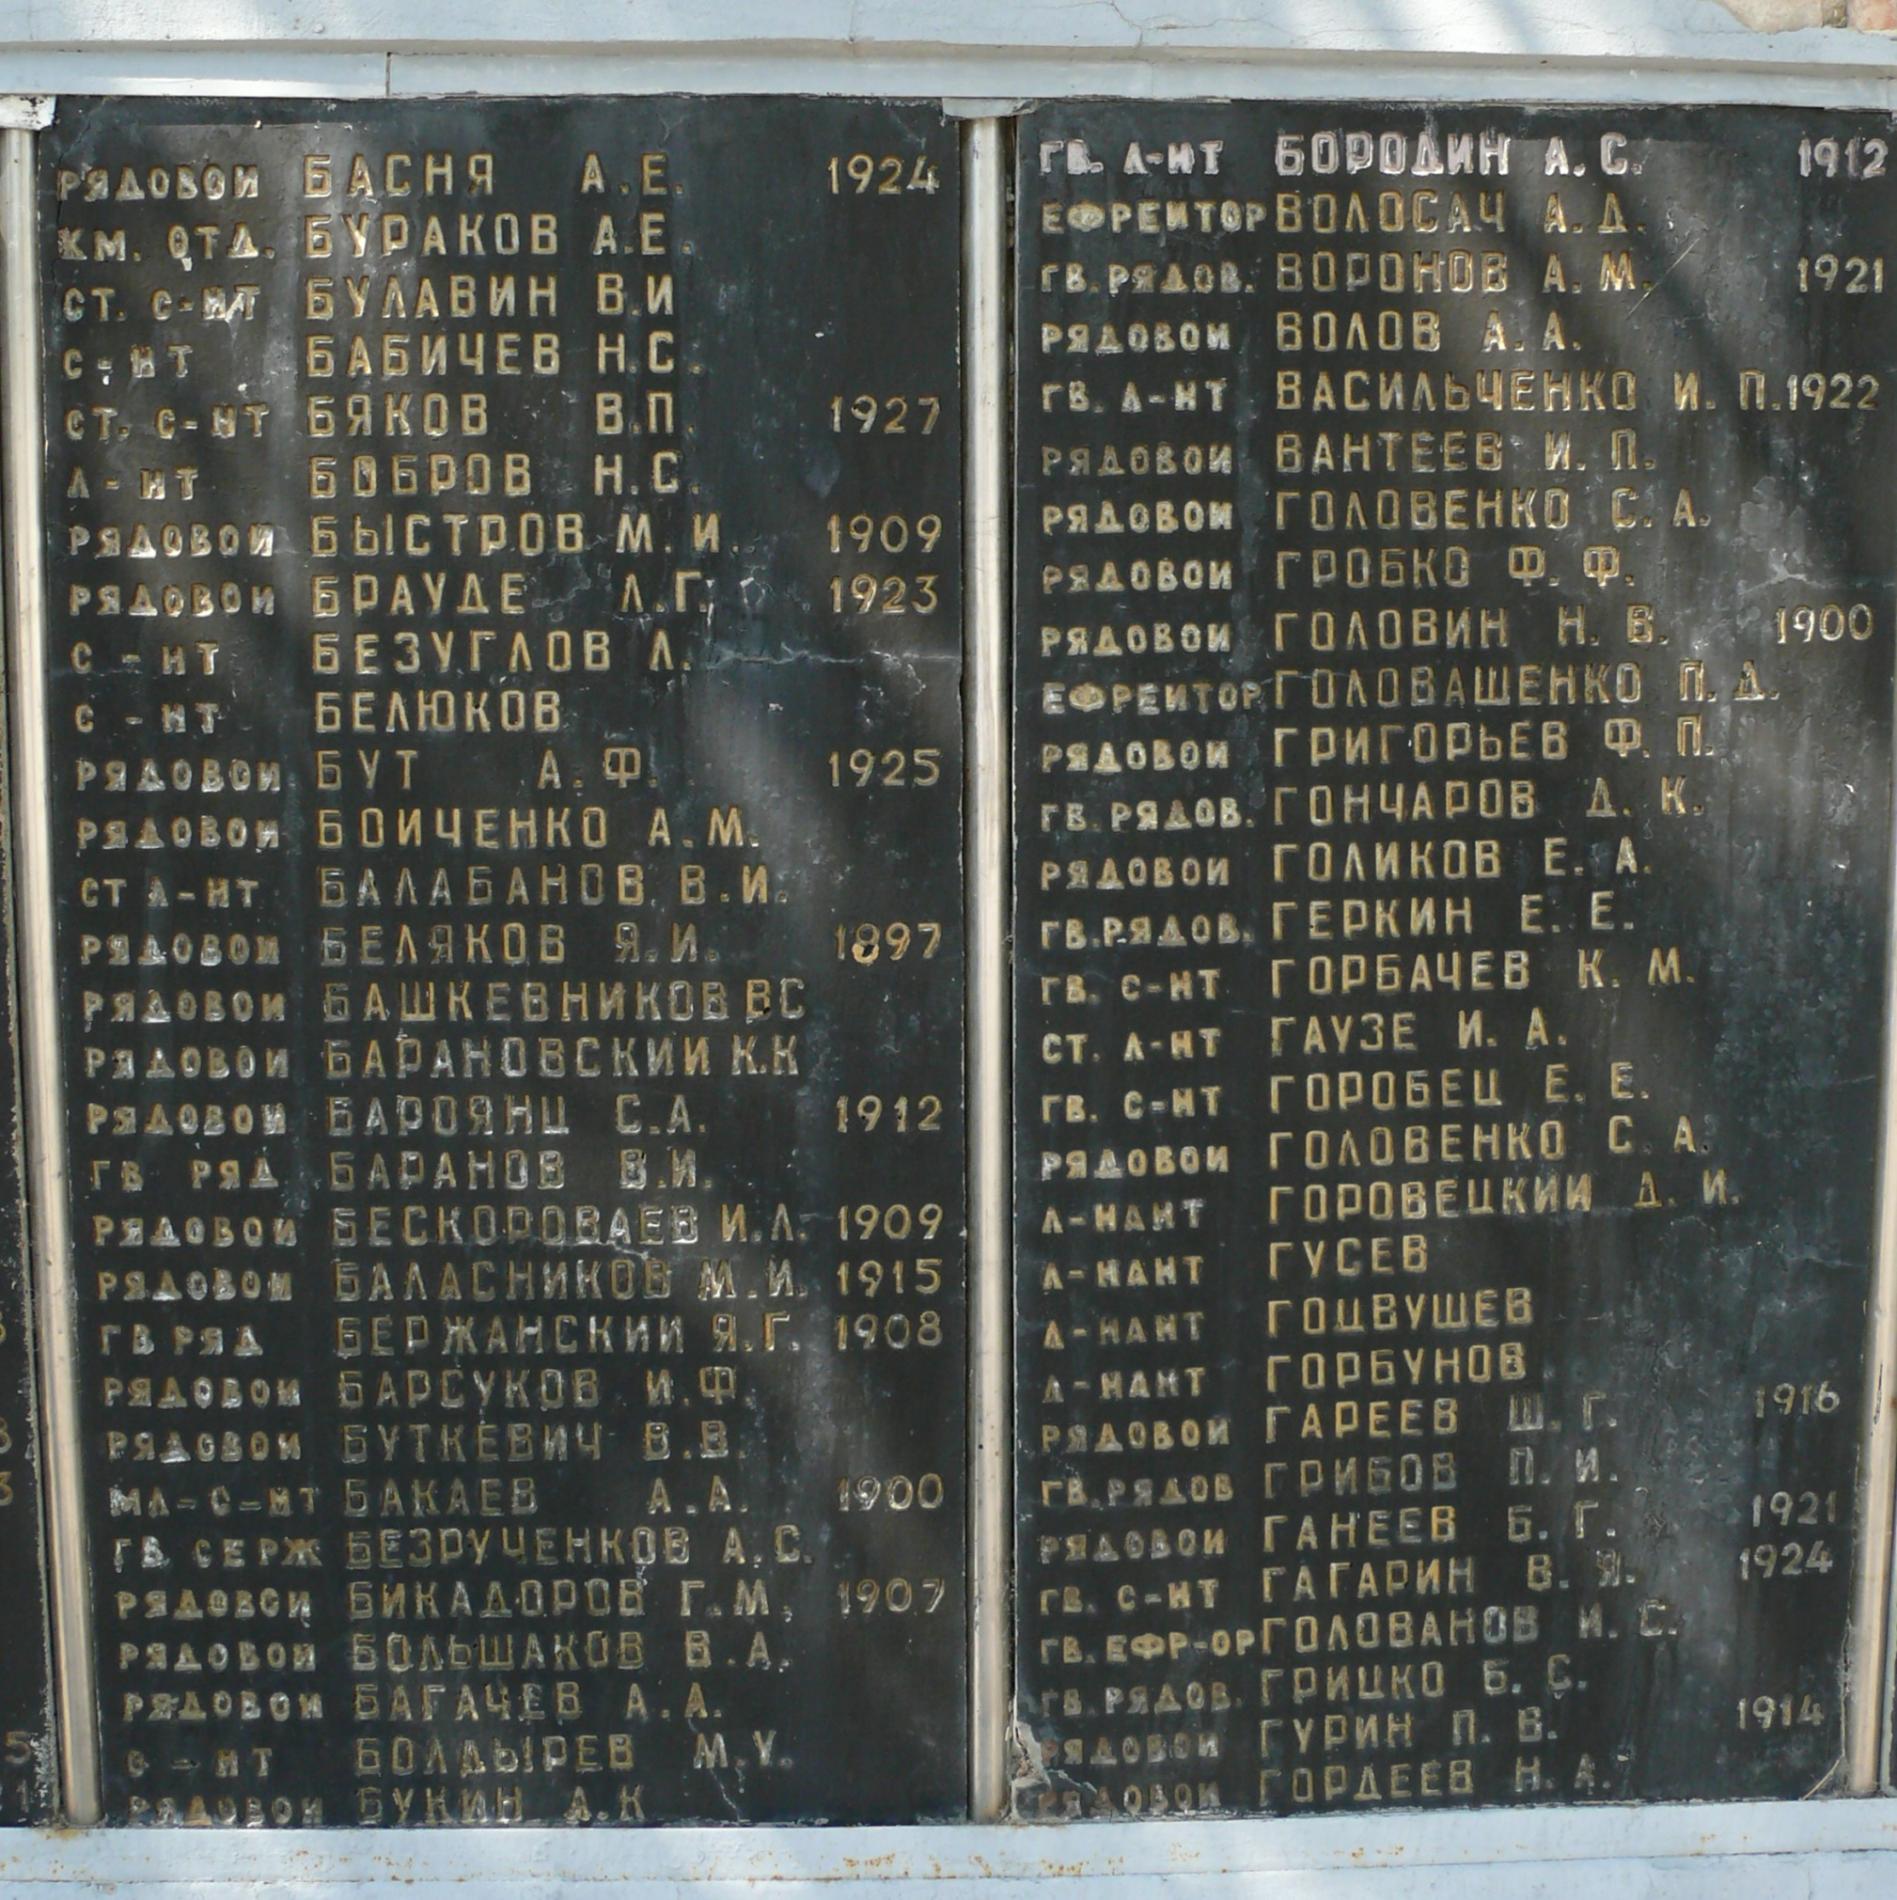 РЯДОВОИ БАСНЯ А.Е. 1924
КМ. ОТД. БУРАКОВ А.Е.
СТ. С-НТ БУЛАВИН В.И
С-НТ БАБИЧЕВ Н.С.
СТ. С-НТ БЯКОВ В.П. 1927
Л-НТ БОБРОВ Н.С.
РЯДОВОИ БЫСТРОВ М.И. 1909
РЯДОВОИ БРАУДЕ Л.Г. 1923
С-НТ БЕЗУГЛОВ Л.
С-НТ БЕЛЮКОВ
РЯДОВОИ БУТ А.Ф. 1925
РЯДОВОИ БОИЧЕНКО А.М.
СТ Л-НТ БАЛАБАНОВ В.И.
РЯДОВОИ БЕЛЯКОВ Я.И. 1897
РЯДОВОИ БАШКЕВНИКОВ ВС
РЯДОВОИ БАРАНОВСКИИ К.К
РЯДОВОИ БАРОЯНЦ С.А. 1912
ГВ РЯД БАРАНОВ В.И.
РЯДОВОИ БЕСКОРОВАЕВ И.Л. 1909
РЯДОВОИ БАЛАСНИКОВ М.И. 1915
ГВ РЯД БЕРЖАНСКИИ Я.Г. 1908
РЯДОВОИ БАРСУКОВ И.Ф.
РЯДОВОИ БУТКЕВИЧ В.В.
МЛ-С-НТ БАКАЕВ А.А. 1900
ГВ СЕРЖ БЕЗРУЧЕНКОВ А.С.
РЯДОВОИ БИКАДОРОВ Г.М. 1907
РЯДОВОИ БОЛЬШАКОВ В.А.
РЯДОВОИ БАГАЧЕВ А.А.
С-НТ БОЛДЫРЕВ М.У.
РЯДОВОИ БУКИН А.К
ГВ. Л-НТ БОРОДИН А.С. 1912
ЕФРЕИТОР ВОЛОСАЧ А.Д.
ГВ.РЯДОВ. ВОРОНОВ А.М. 1921
РЯДОВОИ ВОЛОВ А.А.
ГВ. Л-НТ ВАСИЛЬЧЕНКО И.П. 1922
РЯДОВОИ ВАНТЕЕВ И.П.
РЯДОВОИ ГОЛОВЕНКО С.А.
РЯДОВОИ ГРОБКО Ф.Ф.
РЯДОВОИ ГОЛОВИН Н.В. 1900
ЕФРЕИТОР ГОЛОВАШЕНКО П.Д.
РЯДОВОИ ГРИГОРЬЕВ Ф.П.
ГВ.РЯДОВ. ГОНЧАРОВ Д.К.
РЯДОВОИ ГОЛИКОВ Е.А.
ГВ.РЯДОВ. ГЕРКИН Е.Е.
ГВ. С-НТ ГОРБАЧЕВ К.М.
СТ. Л-НТ ГАУЗЕ И.А.
ГВ. С-НТ ГОРОБЕЦ Е.Е.
РЯДОВОИ ГОЛОВЕНКО С.А.
Л-НАНТ ГОРОВЕЦКИИ Д.И.
Л-НАНТ ГУСЕВ
Л-НАНТ ГОЦВУШЕВ
Л-НАНТ ГОРБУНОВ
РЯДОВОИ ГАРЕЕВ Ш.Г. 1916
ГВ.РЯДОВ ГРИБОВ П.И.
РЯДОВОИ ГАНЕЕВ Б.Г. 1921
ГВ. С-НТ ГАГАРИН В.Я. 1924
ГВ.ЕФР-ОР ГОЛОВАНОВ И.С.
ГВ.РЯДОВ. ГРИЦКО Б.С.
РЯДОВОИ ГУРИН П.В. 1914
РЯДОВОИ ГОРДЕЕВ Н.А.